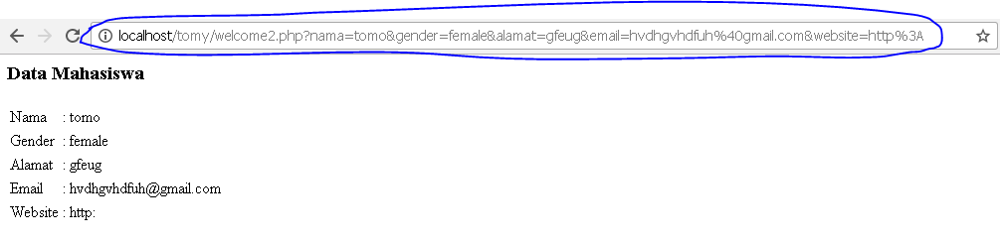 localhost/tomy/welcome2.php?nama=tomo&gender=female&alamat=gfeug&email=hvdhgvhdfuh%40gmail.com&website=http%3A
Data Mahasiswa
Nama : tomo
Gender : female
Alamat : gfeug
Email : hvdhgvhdfuh@gmail.com
Website : http: